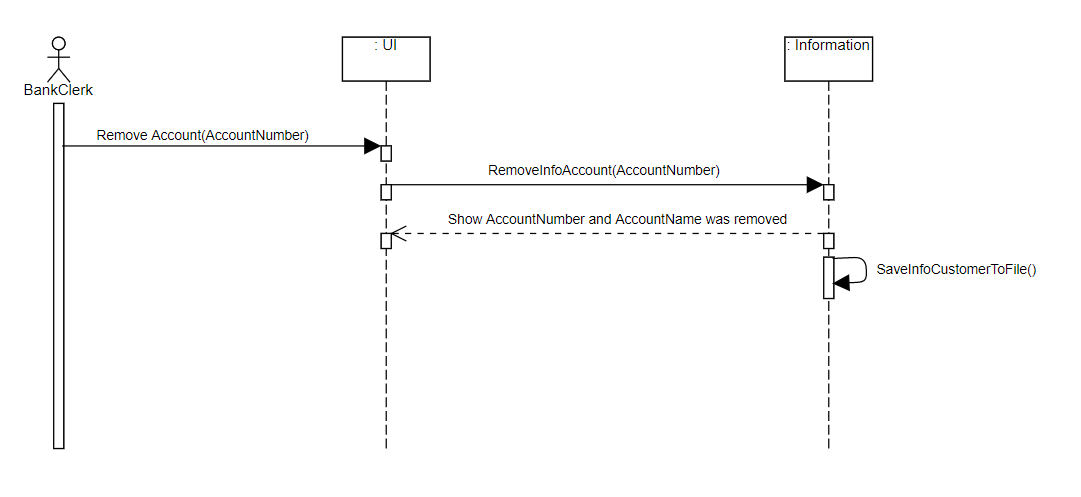 : UI
: Information
BankClerk
Remove Account(AccountNumber)
RemoveInfoAccount(AccountNumber)
Show AccountNumber and AccountName was removed
SaveInfoCustomerToFile()